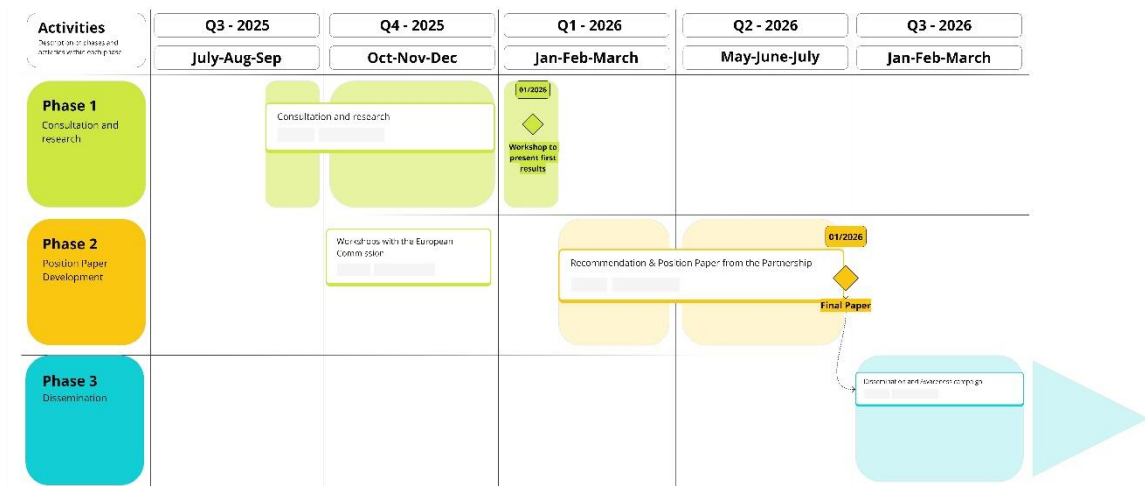 Activities
Description of phases and
activities within each phase
Q3 - 2025
Q4 - 2025
Q1 - 2026
Q2 - 2026
Q3 - 2026
July-Aug-Sep
Oct-Nov-Dec
Jan-Feb-March
May-June-July
Jan-Feb-March
Phase 1
Consultation and
research
Consultation and research
01/2026
Workshop to
present first
results
Phase 2
Position Paper
Development
Workshops with the European
Commission
Recommendation & Position Paper from the Partnership
01/2026
Final Paper
Phase 3
Dissemination
Dissemination and Awareness campaign